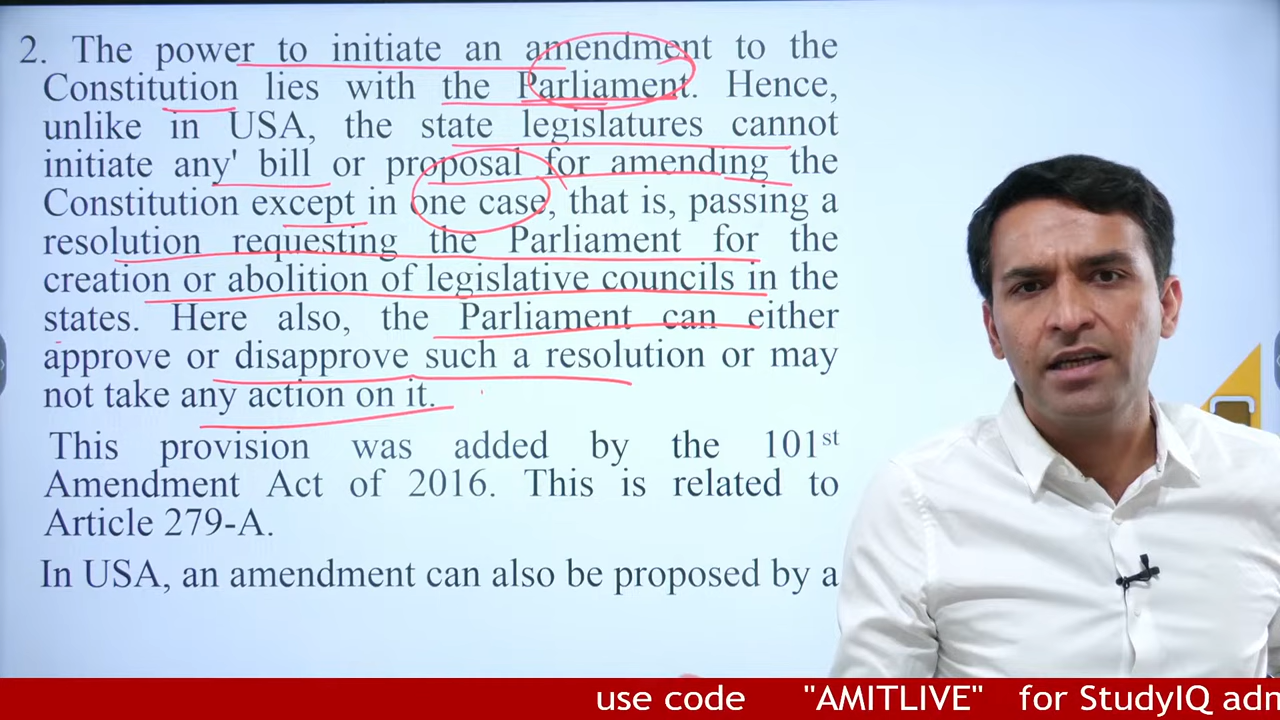 2. The power to initiate an amendment to the
Constitution lies with the Parliament. Hence,
unlike in USA, the state legislatures cannot
initiate any' bill or proposal for amending the
Constitution except in one case, that is, passing a
resolution requesting the Parliament for the
creation or abolition of legislative councils in the
states. Here also, the Parliament can either
approve or disapprove such a resolution or may
not take any action on it.
This provision was added by the 101st
Amendment Act of 2016. This is related to
Article 279-A.
In USA, an amendment can also be proposed by a
use code "AMITLIVE" for StudyIQ adn